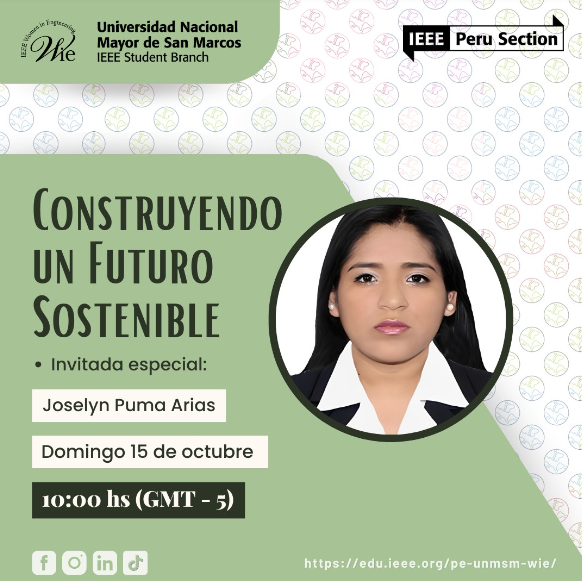 IEEE Women in Engineering
Wie
Universidad Nacional
Mayor de San Marcos
IEEE Student Branch
IEEE Peru Section
Construyendo
un Futuro
Sostenible
• Invitada especial:
Joselyn Puma Arias
Domingo 15 de octubre
10:00 hs (GMT - 5)
https://edu.ieee.org/pe-unmsm-wie/